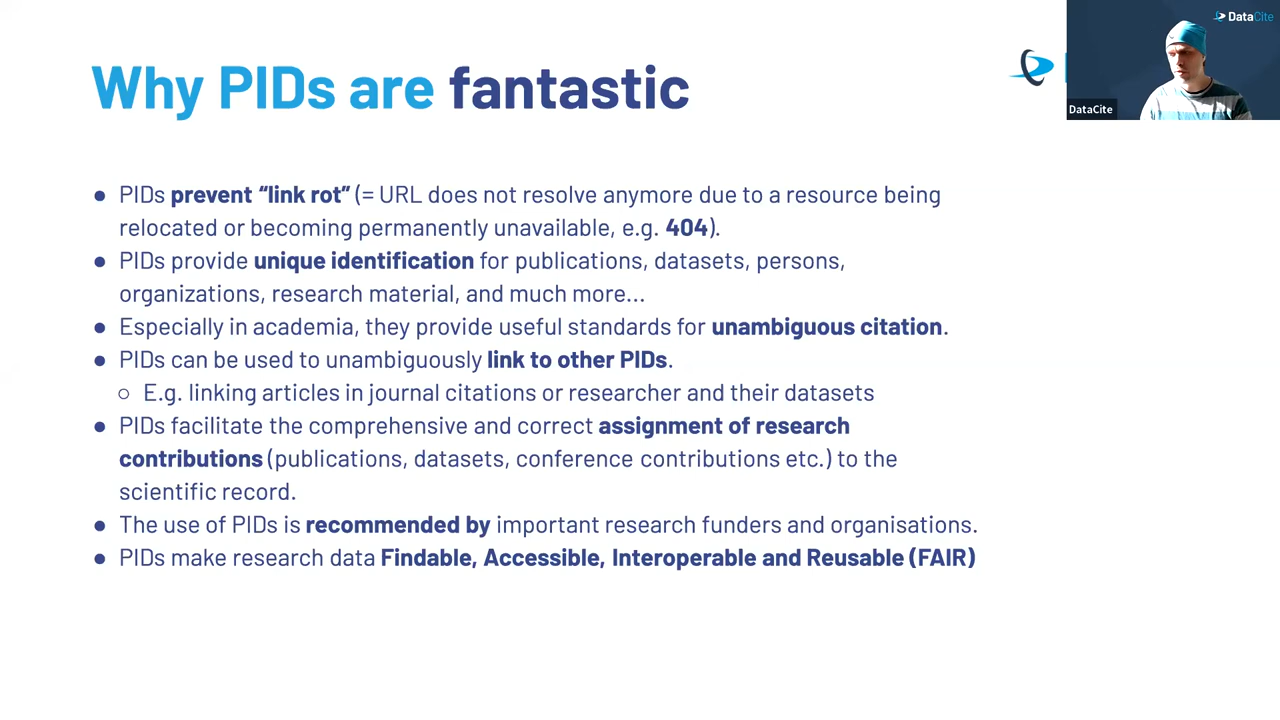 Why PIDs are fantastic
DataCite
DataCite
● PIDs prevent “link rot” (= URL does not resolve anymore due to a resource being
relocated or becoming permanently unavailable, e.g. 404).
● PIDs provide unique identification for publications, datasets, persons,
organizations, research material, and much more...
● Especially in academia, they provide useful standards for unambiguous citation.
● PIDs can be used to unambiguously link to other PIDs.
○ E.g. linking articles in journal citations or researcher and their datasets
● PIDs facilitate the comprehensive and correct assignment of research
contributions (publications, datasets, conference contributions etc.) to the
scientific record.
● The use of PIDs is recommended by important research funders and organisations.
● PIDs make research data Findable, Accessible, Interoperable and Reusable (FAIR)